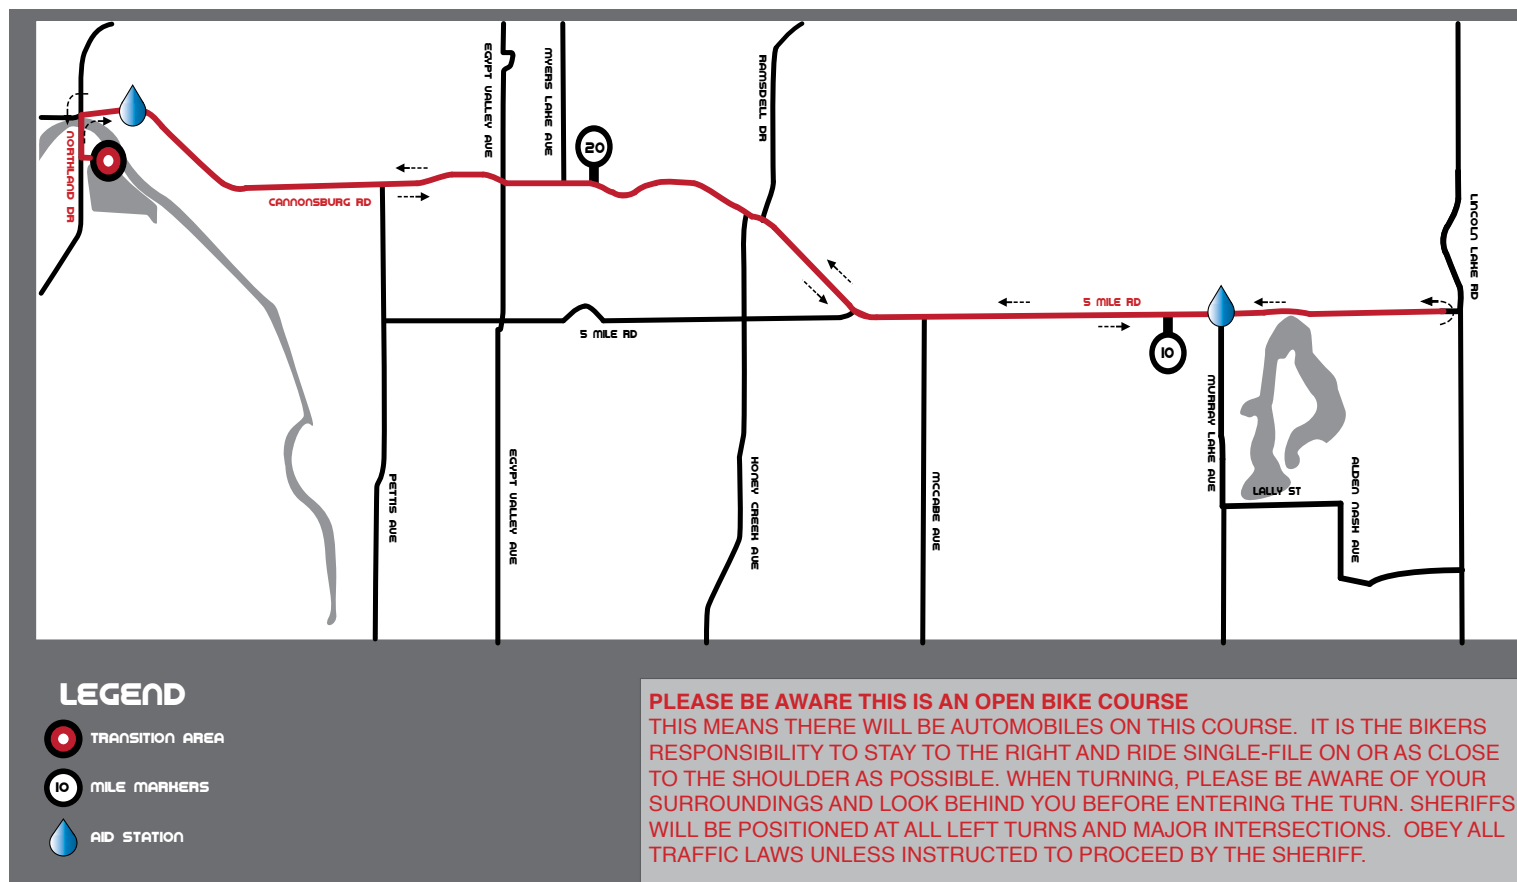 EGYPT VALLEY AVE
MYERS LAKE AVE
RAMSDELL DR
NORTHLAND DR
20
CANNONSBURG RD
LINCOLN LAKE RD
5 MILE RD
5 MILE RD
10
MURRAY LAKE AVE
PETTIS AVE
EGYPT VALLEY AVE
HONEY CREEK AVE
MCCABE AVE
LALLY ST
ALDEN NASH AVE
LEGEND
TRANSITION AREA
10 MILE MARKERS
AID STATION
PLEASE BE AWARE THIS IS AN OPEN BIKE COURSE
THIS MEANS THERE WILL BE AUTOMOBILES ON THIS COURSE.  IT IS THE BIKERS
RESPONSIBILITY TO STAY TO THE RIGHT AND RIDE SINGLE-FILE ON OR AS CLOSE
TO THE SHOULDER AS POSSIBLE. WHEN TURNING, PLEASE BE AWARE OF YOUR
SURROUNDINGS AND LOOK BEHIND YOU BEFORE ENTERING THE TURN. SHERIFFS
WILL BE POSITIONED AT ALL LEFT TURNS AND MAJOR INTERSECTIONS.  OBEY ALL
TRAFFIC LAWS UNLESS INSTRUCTED TO PROCEED BY THE SHERIFF.